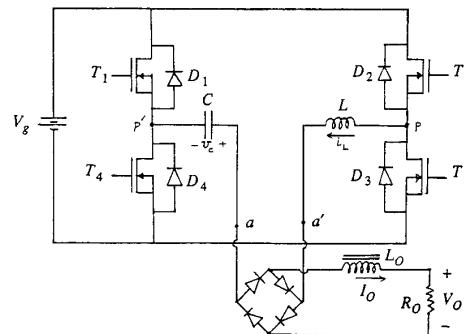 T1
D1
D2
T
C
L
Vg
P'
P
- vc +
iL
T4
D4
D3
T
a
a'
LO
IO
RO
+
VO
-